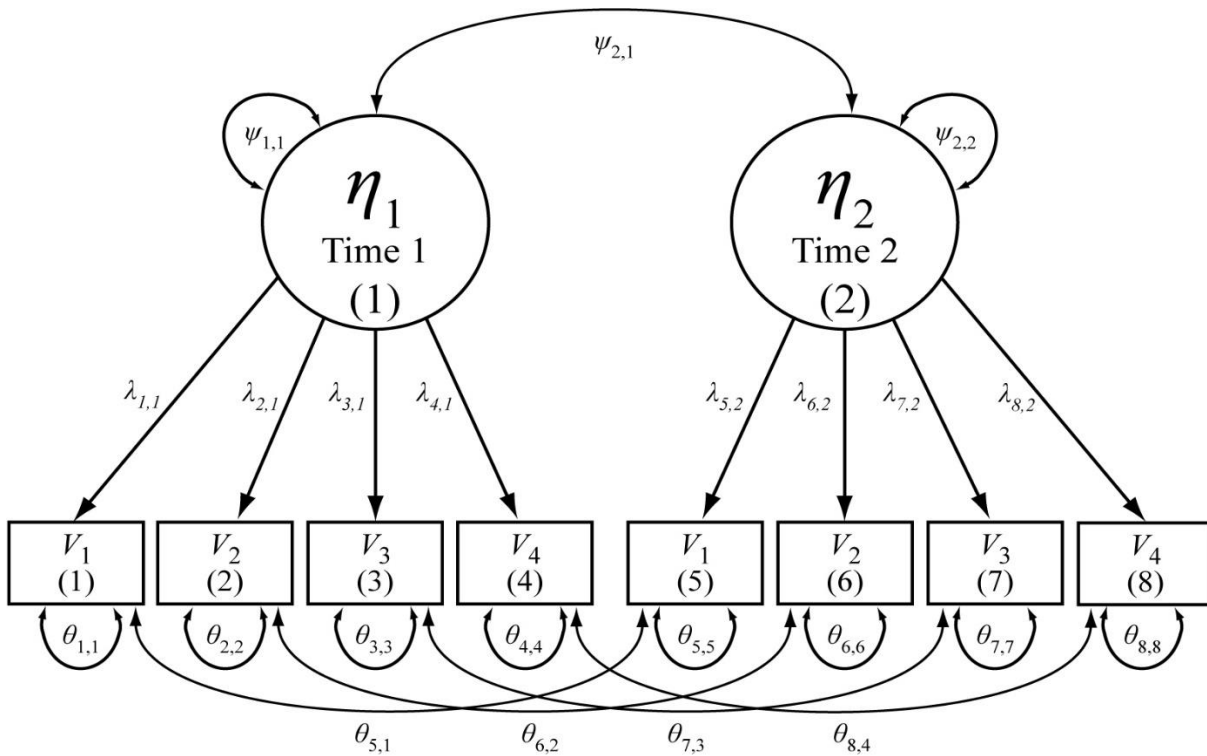 ψ2,1
ψ1,1
η1
Time 1
(1)
ψ2,2
η2
Time 2
(2)
λ1,1
λ2,1
λ3,1
λ4,1
λ5,2
λ6,2
λ7,2
λ8,2
V1
(1)
V2
(2)
V3
(3)
V4
(4)
V1
(5)
V2
(6)
V3
(7)
V4
(8)
θ1,1
θ2,2
θ3,3
θ4,4
θ5,5
θ6,6
θ7,7
θ8,8
θ5,1
θ6,2
θ7,3
θ8,4